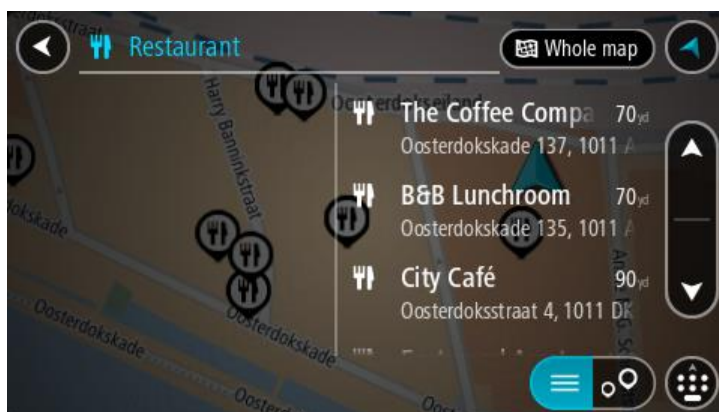 Restaurant
Whole map
Harry Banninkstraat
Oosterdokseiland
The Coffee Compa 70yd
Oosterdokskade 137, 1011 A
B&B Lunchroom 70yd
Oosterdokskade 135, 1011 A
City Café 90yd
Oosterdoksstraat 4, 1011 DK
Oosterdokskade
Oosterdokskade